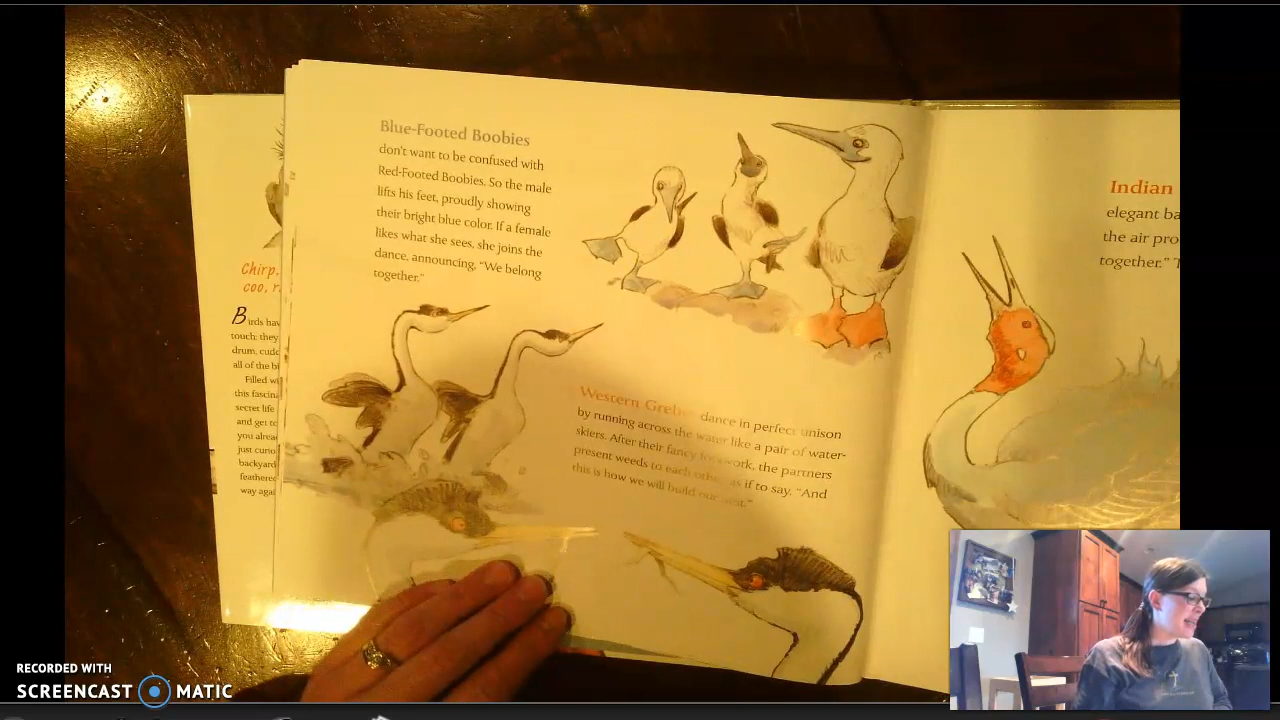 Blue-Footed Boobies
don't want to be confused with
Red-Footed Boobies. So the male
lifts his feet, proudly showing
their bright blue color. If a female
likes what she sees, she joins the
dance, announcing, "We belong
together."
Western Grebes dance in perfect unison
by running across the water like a pair of water-
skiers. After their fancy footwork, the partners
present weeds to each other, as if to say, "And
this is how we will build our nest."
Indian
elegant ba
the air pro
together." T
Chirp,
coo, r
Birds hav
touch: they
drum, cudd
all of the bi
Filled wi
this fascina
secret life
and get to
you alrea
just curio
backyard
feathered
way agai
RECORDED WITH
SCREENCAST MATIC